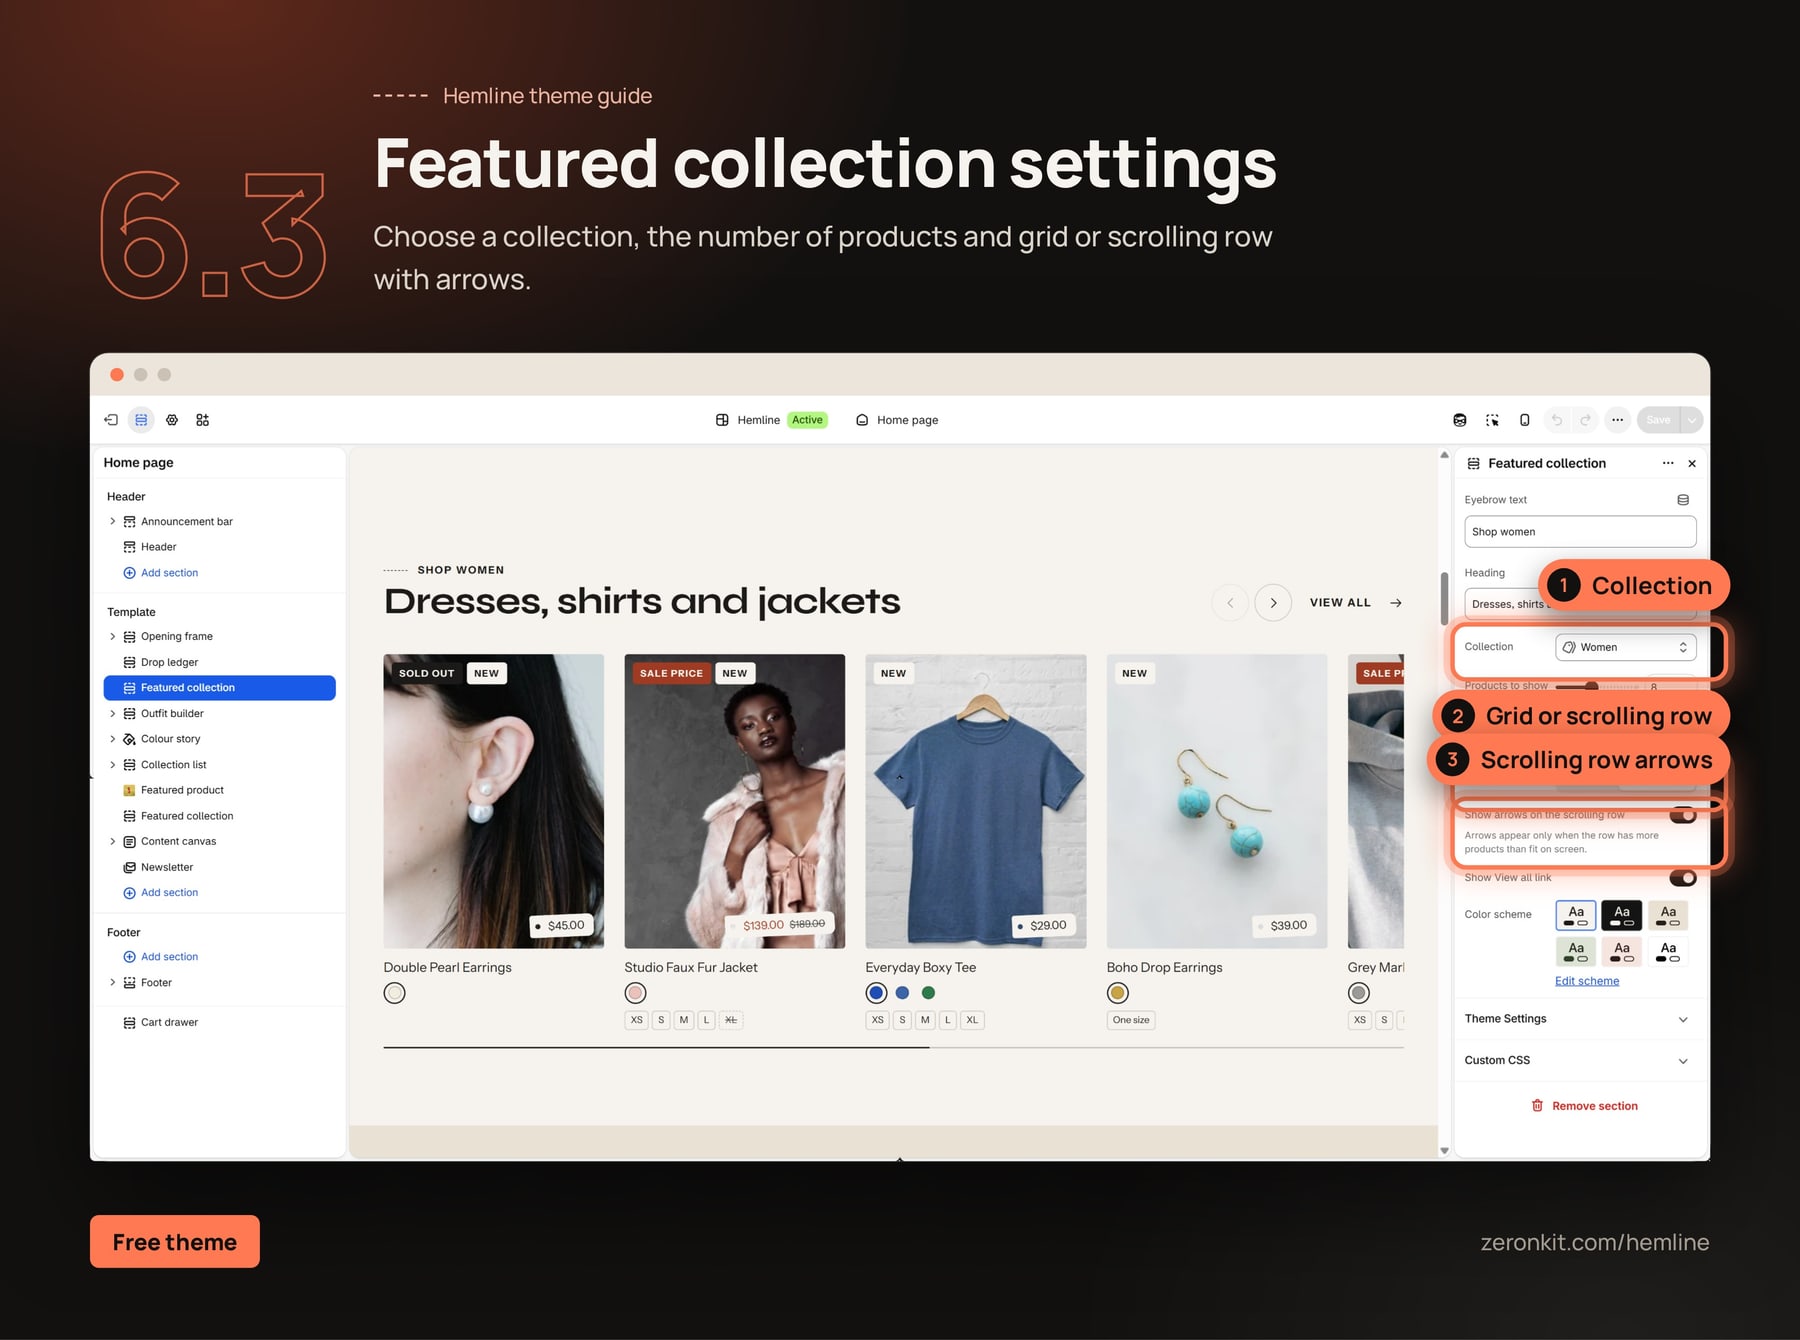 Hemline theme guide
6.3
Featured collection settings
Choose a collection, the number of products and grid or scrolling row
with arrows.
Hemline Active Home page
Save
Home page
Header
Announcement bar
Header
Add section
Template
Opening frame
Drop ledger
Featured collection
Outfit builder
Colour story
Collection list
Featured product
Featured collection
Content canvas
Newsletter
Add section
Footer
Add section
Footer
Cart drawer
SHOP WOMEN
Dresses, shirts and jackets
VIEW ALL
SOLD OUT NEW
$45.00
Double Pearl Earrings
SALE PRICE NEW
$139.00 $189.00
Studio Faux Fur Jacket
XS S M L XL
NEW
$29.00
Everyday Boxy Tee
XS S M L XL
NEW
$39.00
Boho Drop Earrings
One size
SALE
Grey
XS S
Featured collection
Eyebrow text
Shop women
Heading
Dresses, shirts
1 Collection
Collection
Women
Products to show 8
2 Grid or scrolling row
3 Scrolling row arrows
Show arrows on the scrolling row
Arrows appear only when the row has more
products than fit on screen.
Show View all link
Color scheme
Aa Aa Aa
Aa Aa Aa
Edit scheme
Theme Settings
Custom CSS
Remove section
Free theme
zeronkit.com/hemline